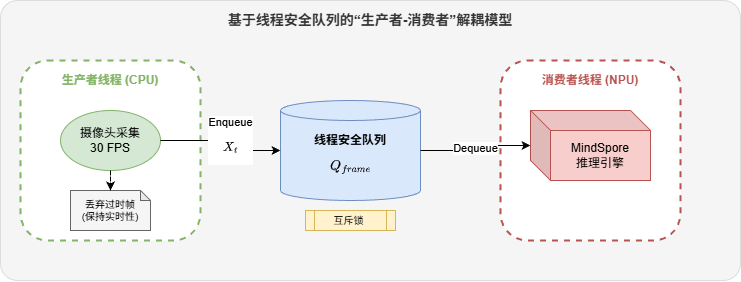 基于线程安全队列的“生产者-消费者”解耦模型
生产者线程 (CPU)
消费者线程 (NPU)
摄像头采集
30 FPS
Enqueue
X_t
线程安全队列
Q_frame
Dequeue
MindSpore
推理引擎
丢弃过时帧
(保持实时性)
互斥锁